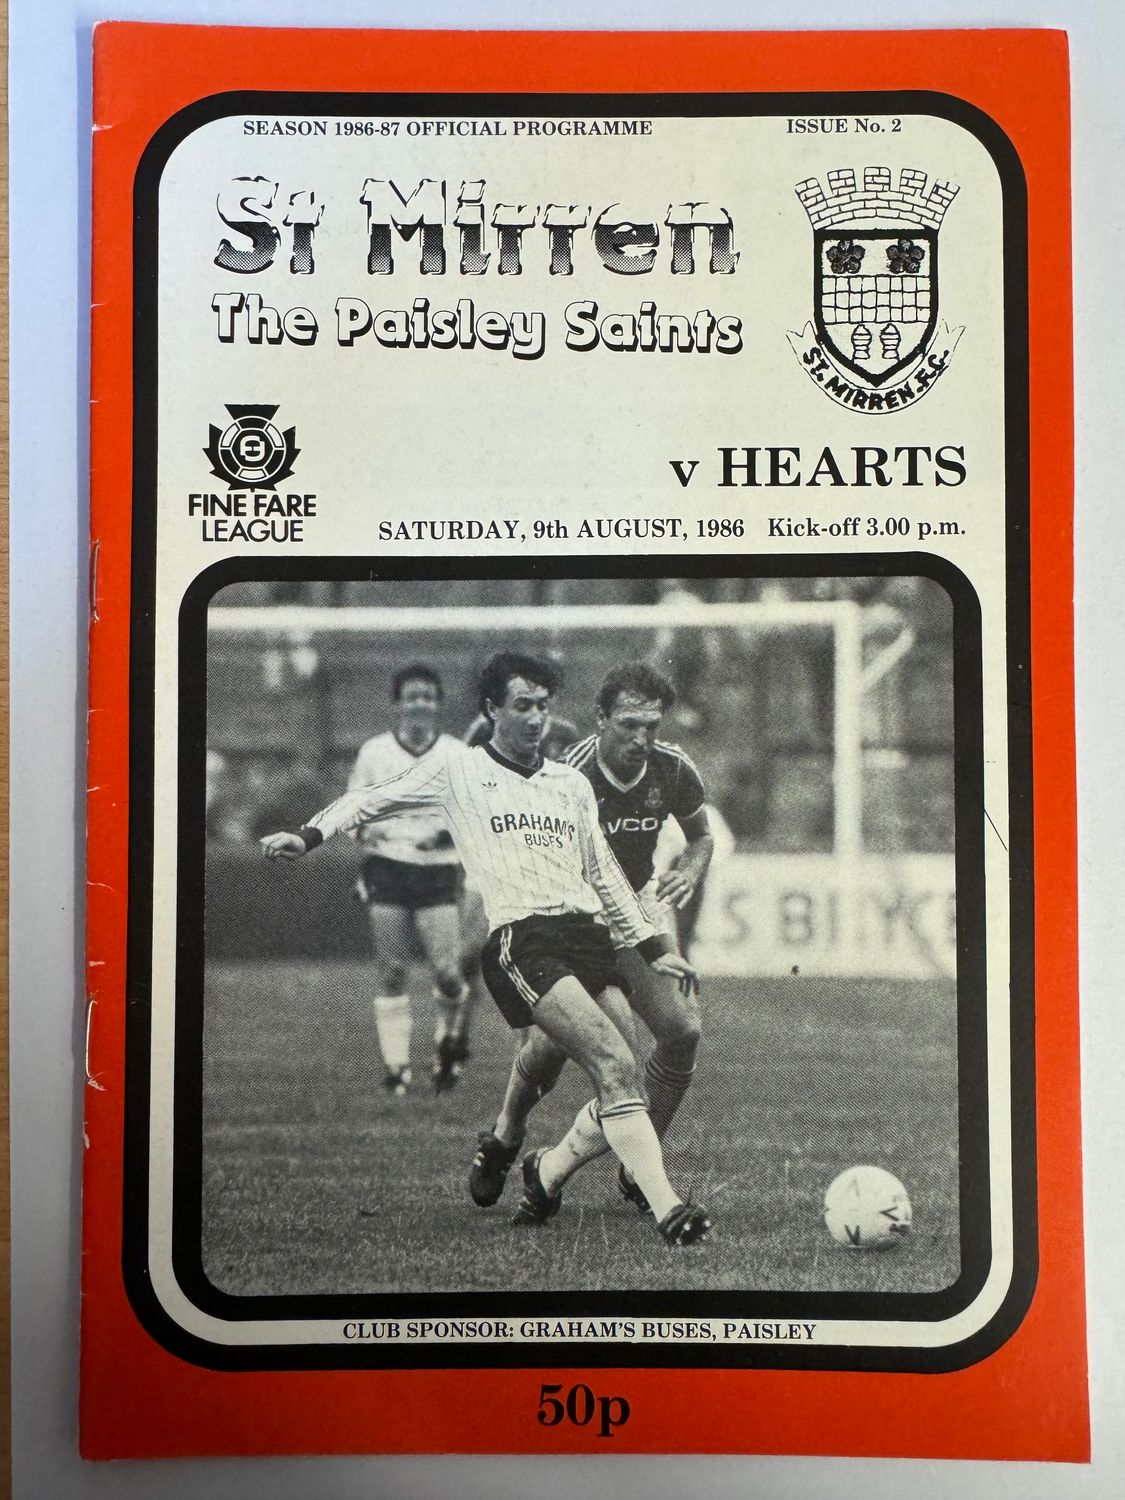 SEASON 1986-87 OFFICIAL PROGRAMME
ISSUE No. 2
St Mirren
The Paisley Saints
ST. MIRREN F.C.
FINE FARE
LEAGUE
v HEARTS
SATURDAY, 9th AUGUST, 1986 Kick-off 3.00 p.m.
GRAHAM'S
BUSES
VCO
CLUB SPONSOR: GRAHAM'S BUSES, PAISLEY
50p